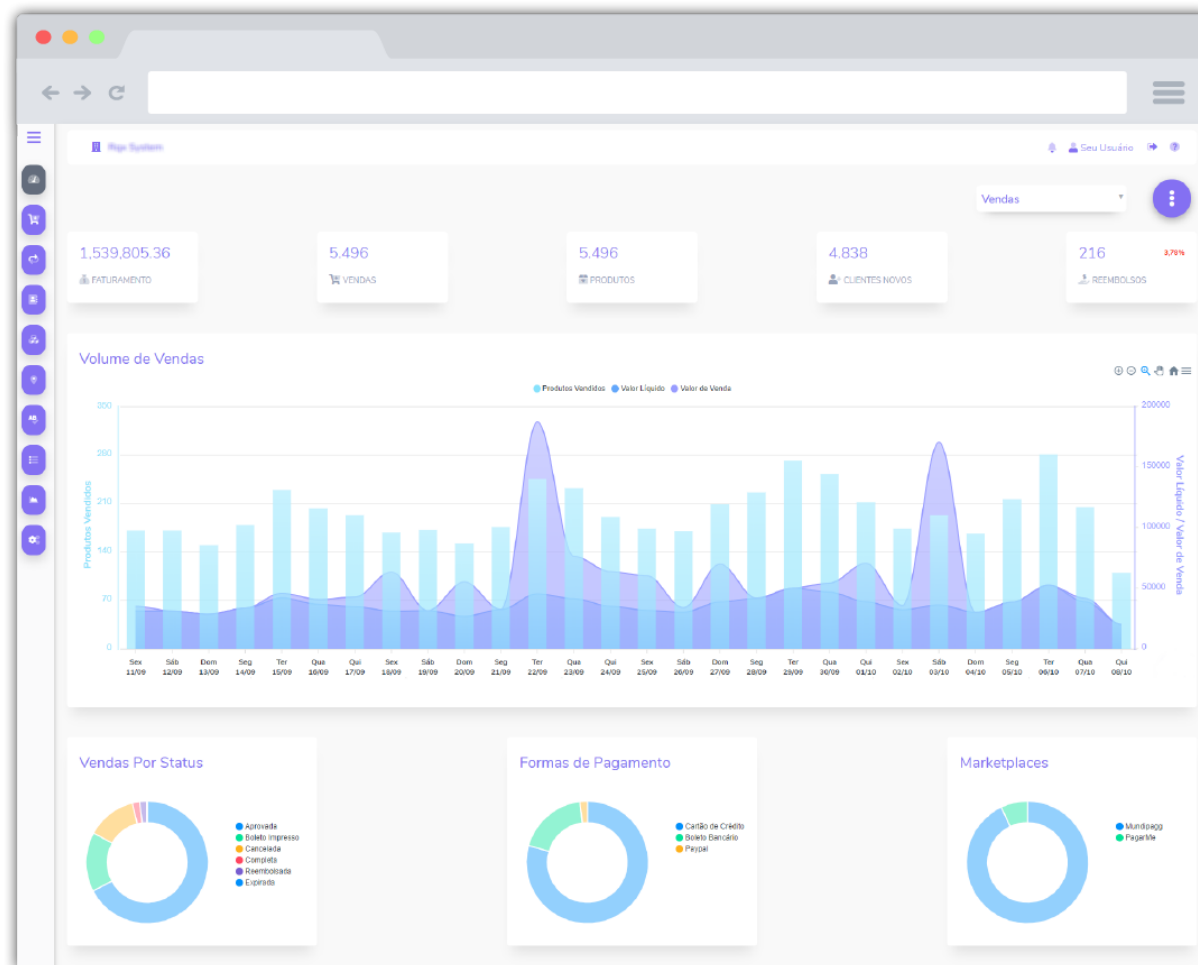 Seu Usuário
Vendas
1,539,805.36
FATURAMENTO
5.496
VENDAS
5.496
PRODUTOS
4.838
CLIENTES NOVOS
216
3,78%
REEMBOLSOS
Volume de Vendas
Produtos Vendidos Valor Líquido Valor de Venda
Produtos Vendidos
280
210
140
70
0
200000
150000
100000
50000
0
Valor Líquido / Valor de Venda
Sex Sáb Dom Seg Ter Qua Qui Sex Sáb Dom Seg Ter Qua Qui Sex Sáb Dom Seg Ter Qua Qui Sex Sáb Dom Seg Ter Qua Qui
11/09 12/09 13/09 14/09 15/09 16/09 17/09 18/09 19/09 20/09 21/09 22/09 23/09 24/09 25/09 26/09 27/09 28/09 29/09 30/09 01/10 02/10 03/10 04/10 05/10 06/10 07/10 08/10
Vendas Por Status
Aprovada
Boleto Impresso
Cancelada
Completa
Reembolsada
Expirada
Formas de Pagamento
Cartão de Crédito
Boleto Bancário
Paypal
Marketplaces
Mundipagg
PagarMe